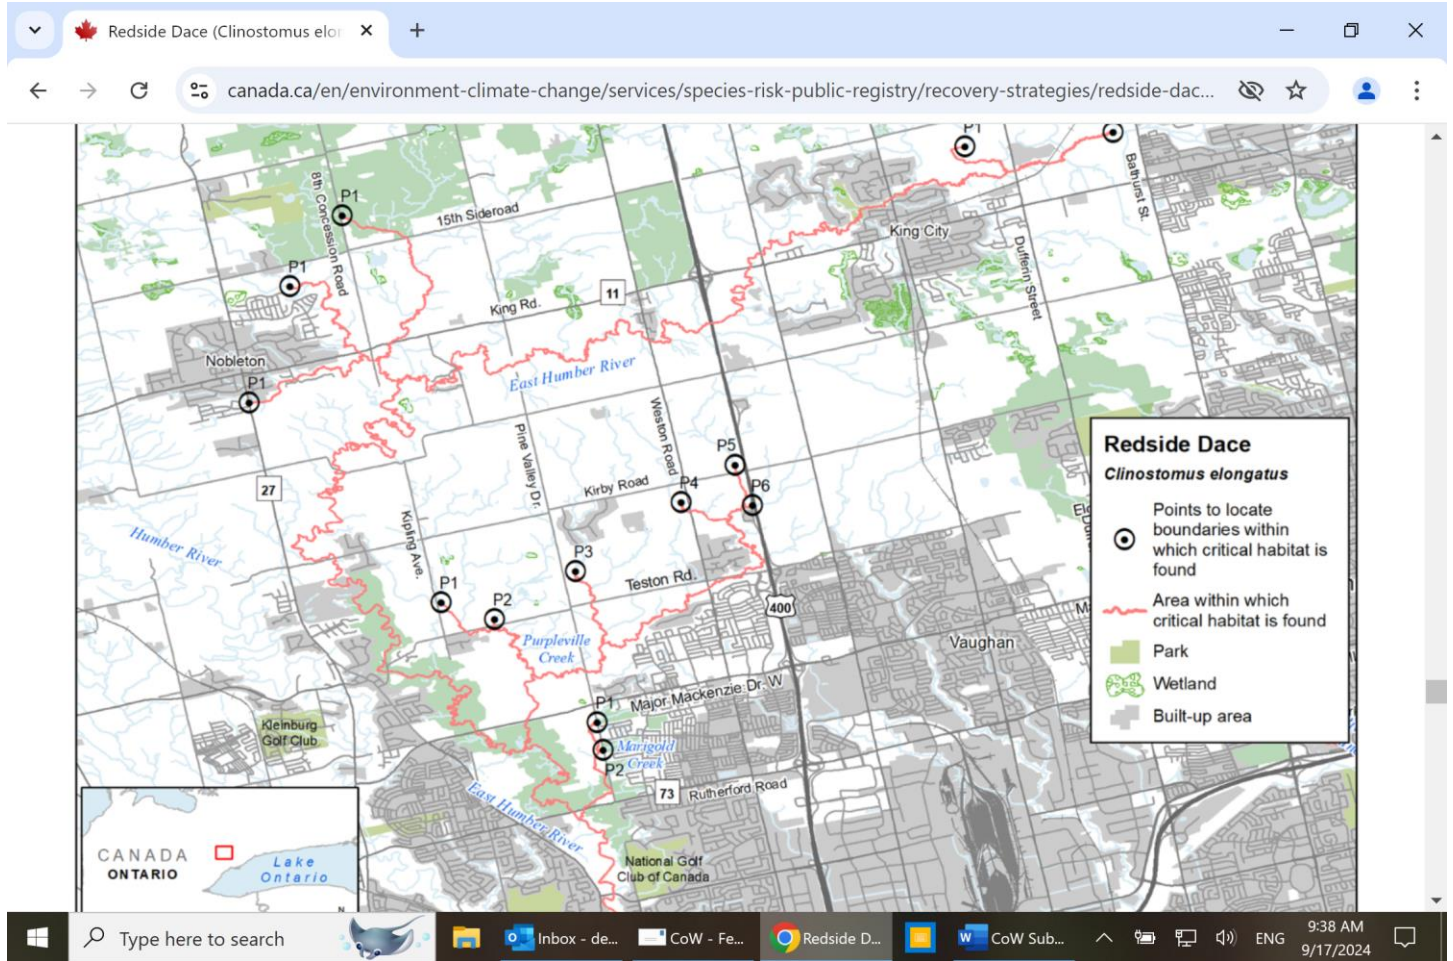 Redside Dace (Clinostomus elor
canada.ca/en/environment-climate-change/services/species-risk-public-registry/recovery-strategies/redside-dac...
P1
Bathurst St.
P1
8th Concession Road
15th Sideroad
King City
Dufferin Street
P1
King Rd.
11
Nobleton
P1
East Humber River
Weston Road
Pine Valley Dr.
P5
Kirby Road
P4
P6
27
Humber River
Kipling Ave.
P3
Teston Rd.
P1
P2
400
Purpleville
Creek
Vaughan
Major Mackenzie Dr. W
P1
Marigold
Creek
P2
Kleinburg
Golf Club
73
Rutherford Road
East Humber River
National Golf
Club of Canada
Redside Dace
Clinostomus elongatus
Points to locate
boundaries within
which critical habitat is
found
Area within which
critical habitat is found
Park
Wetland
Built-up area
CANADA
ONTARIO
Lake
Ontario
N
Type here to search
Inbox - de...
CoW - Fe...
Redside D...
CoW Sub...
ENG
9:38 AM
9/17/2024